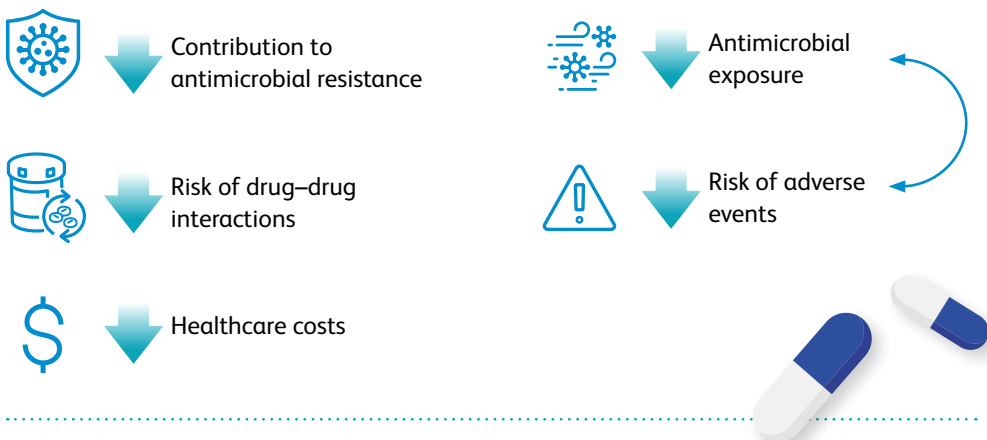 Contribution to
antimicrobial resistance
Antimicrobial
exposure
Risk of drug–drug
interactions
Risk of adverse
events
$
Healthcare costs